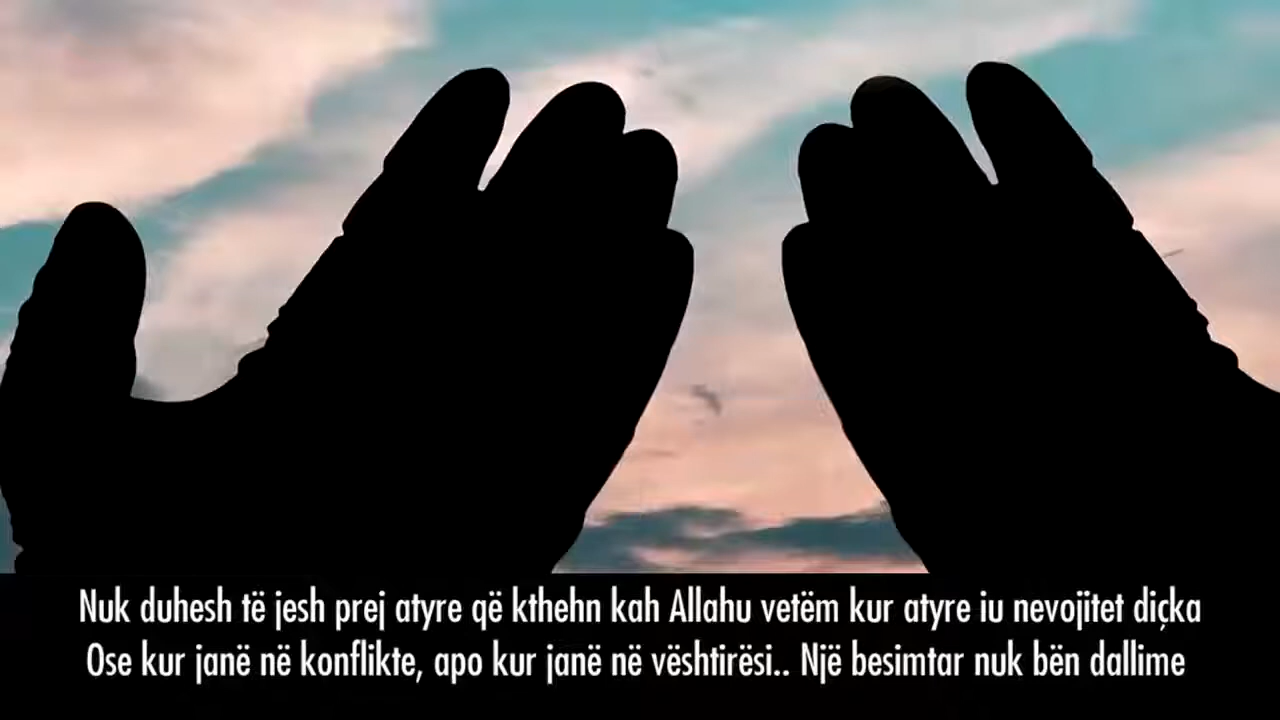 Nuk duhesh të jesh prej atyre që kthehn kah Allahu vetëm kur atyre iu nevojitet diçka
Ose kur janë në konflikte, apo kur janë në vështirësi.. Një besimtar nuk bën dallime